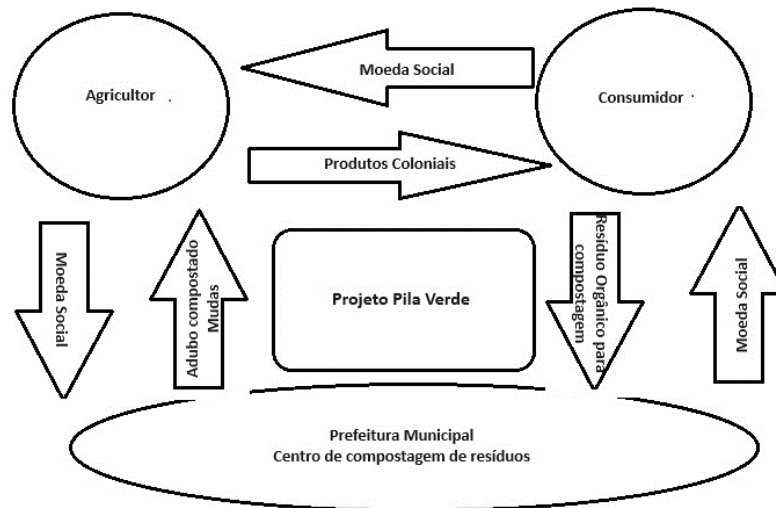 Moeda Social
Agricultor
Consumidor
Produtos Coloniais
Moeda Social
Adubo compostado
Mudas
Projeto Pila Verde
Resíduo Orgânico para
compostagem
Moeda Social
Prefeitura Municipal
Centro de compostagem de resíduos